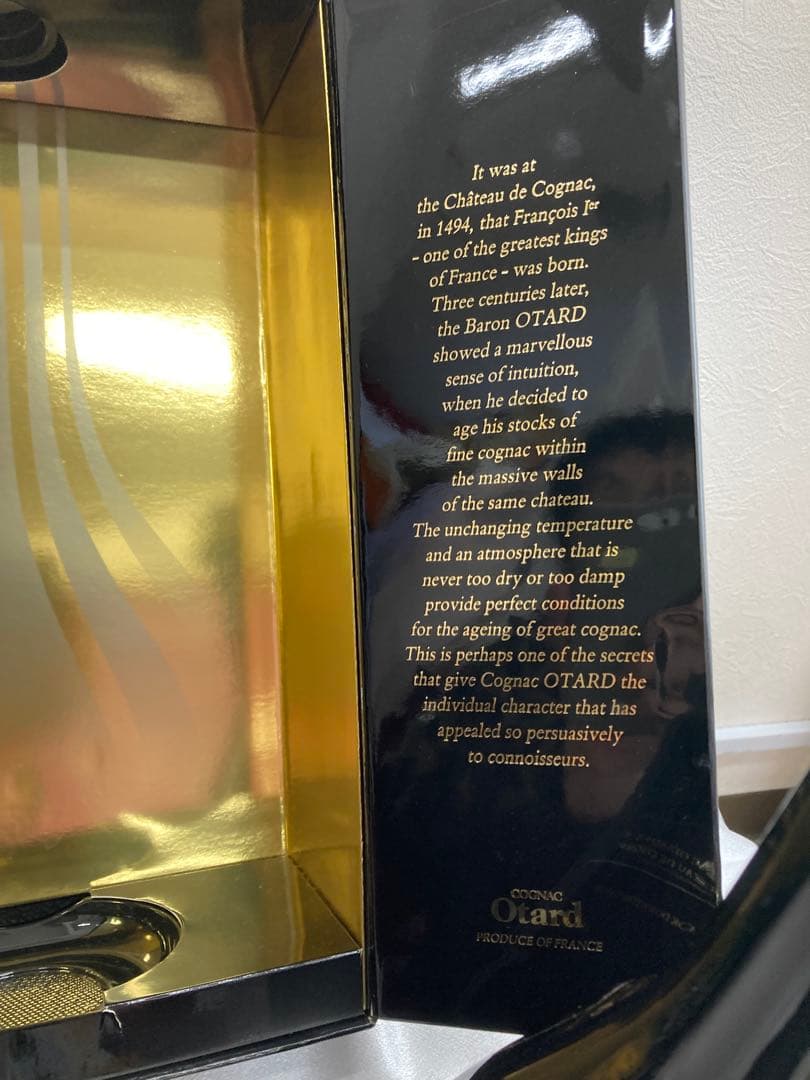 It was at
the Château de Cognac,
in 1494, that François Ier
- one of the greatest kings
of France - was born.
Three centuries later,
the Baron OTARD
showed a marvellous
sense of intuition,
when he decided to
age his stocks of
fine cognac within
the massive walls
of the same chateau.
The unchanging temperature
and an atmosphere that is
never too dry or too damp
provide perfect conditions
for the ageing of great cognac.
This is perhaps one of the secrets
that give Cognac OTARD the
individual character that has
appealed so persuasively
to connoisseurs.
COGNAC
Otard
PRODUCE OF FRANCE